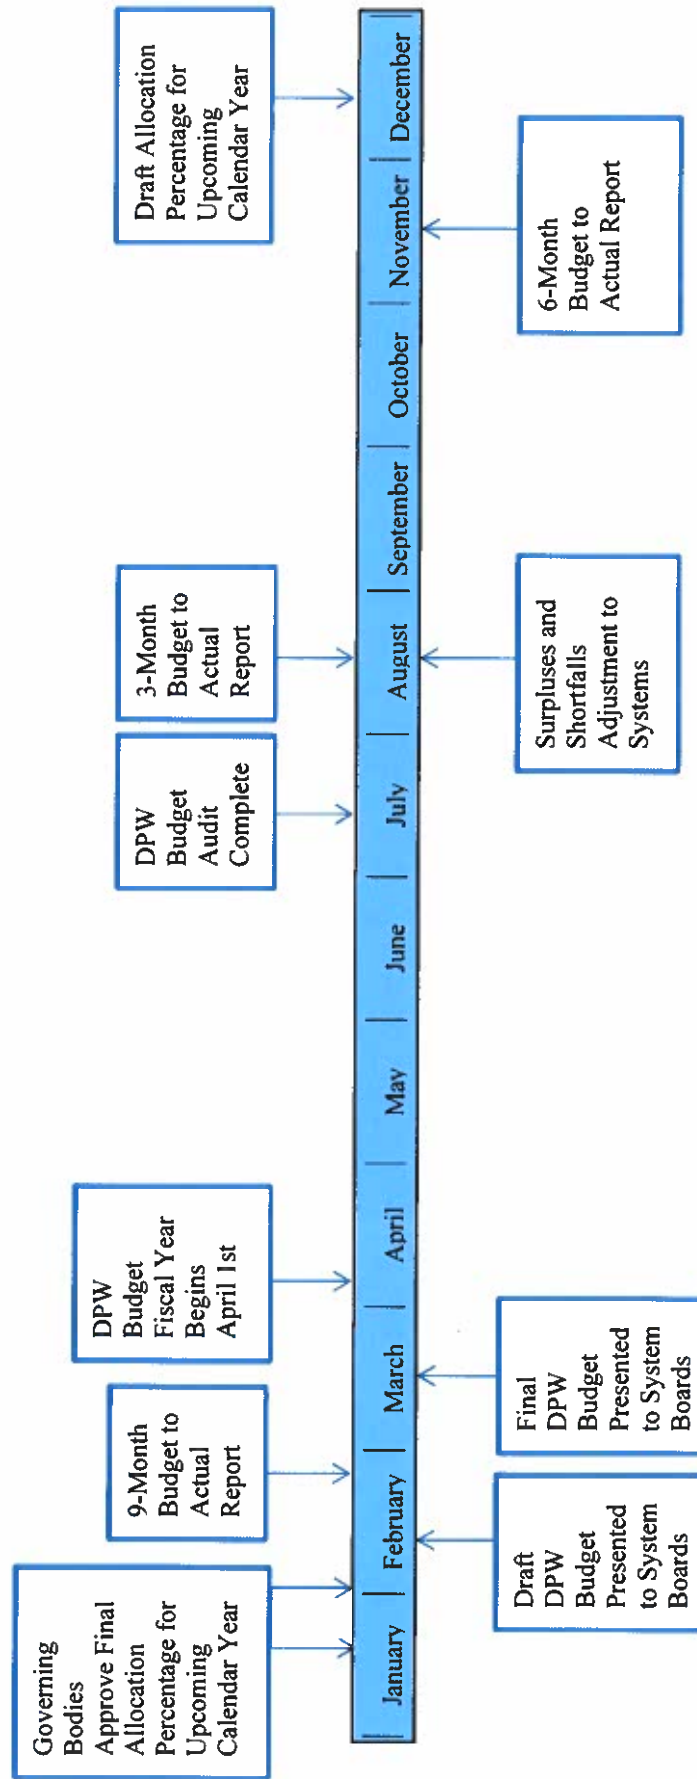 Governing
Bodies
Approve Final
Allocation
Percentage for
Upcoming
Calendar Year
9-Month
Budget to
Actual
Report
DPW
Budget
Fiscal Year
Begins
April 1st
DPW
Budget
Audit
Complete
3-Month
Budget to
Actual
Report
Draft Allocation
Percentage for
Upcoming
Calendar Year
January
February
March
April
May
June
July
August
September
October
November
December
Draft
DPW
Budget
Presented
to System
Boards
Final
DPW
Budget
Presented
to System
Boards
Surpluses and
Shortfalls
Adjustment to
Systems
6-Month
Budget to
Actual Report